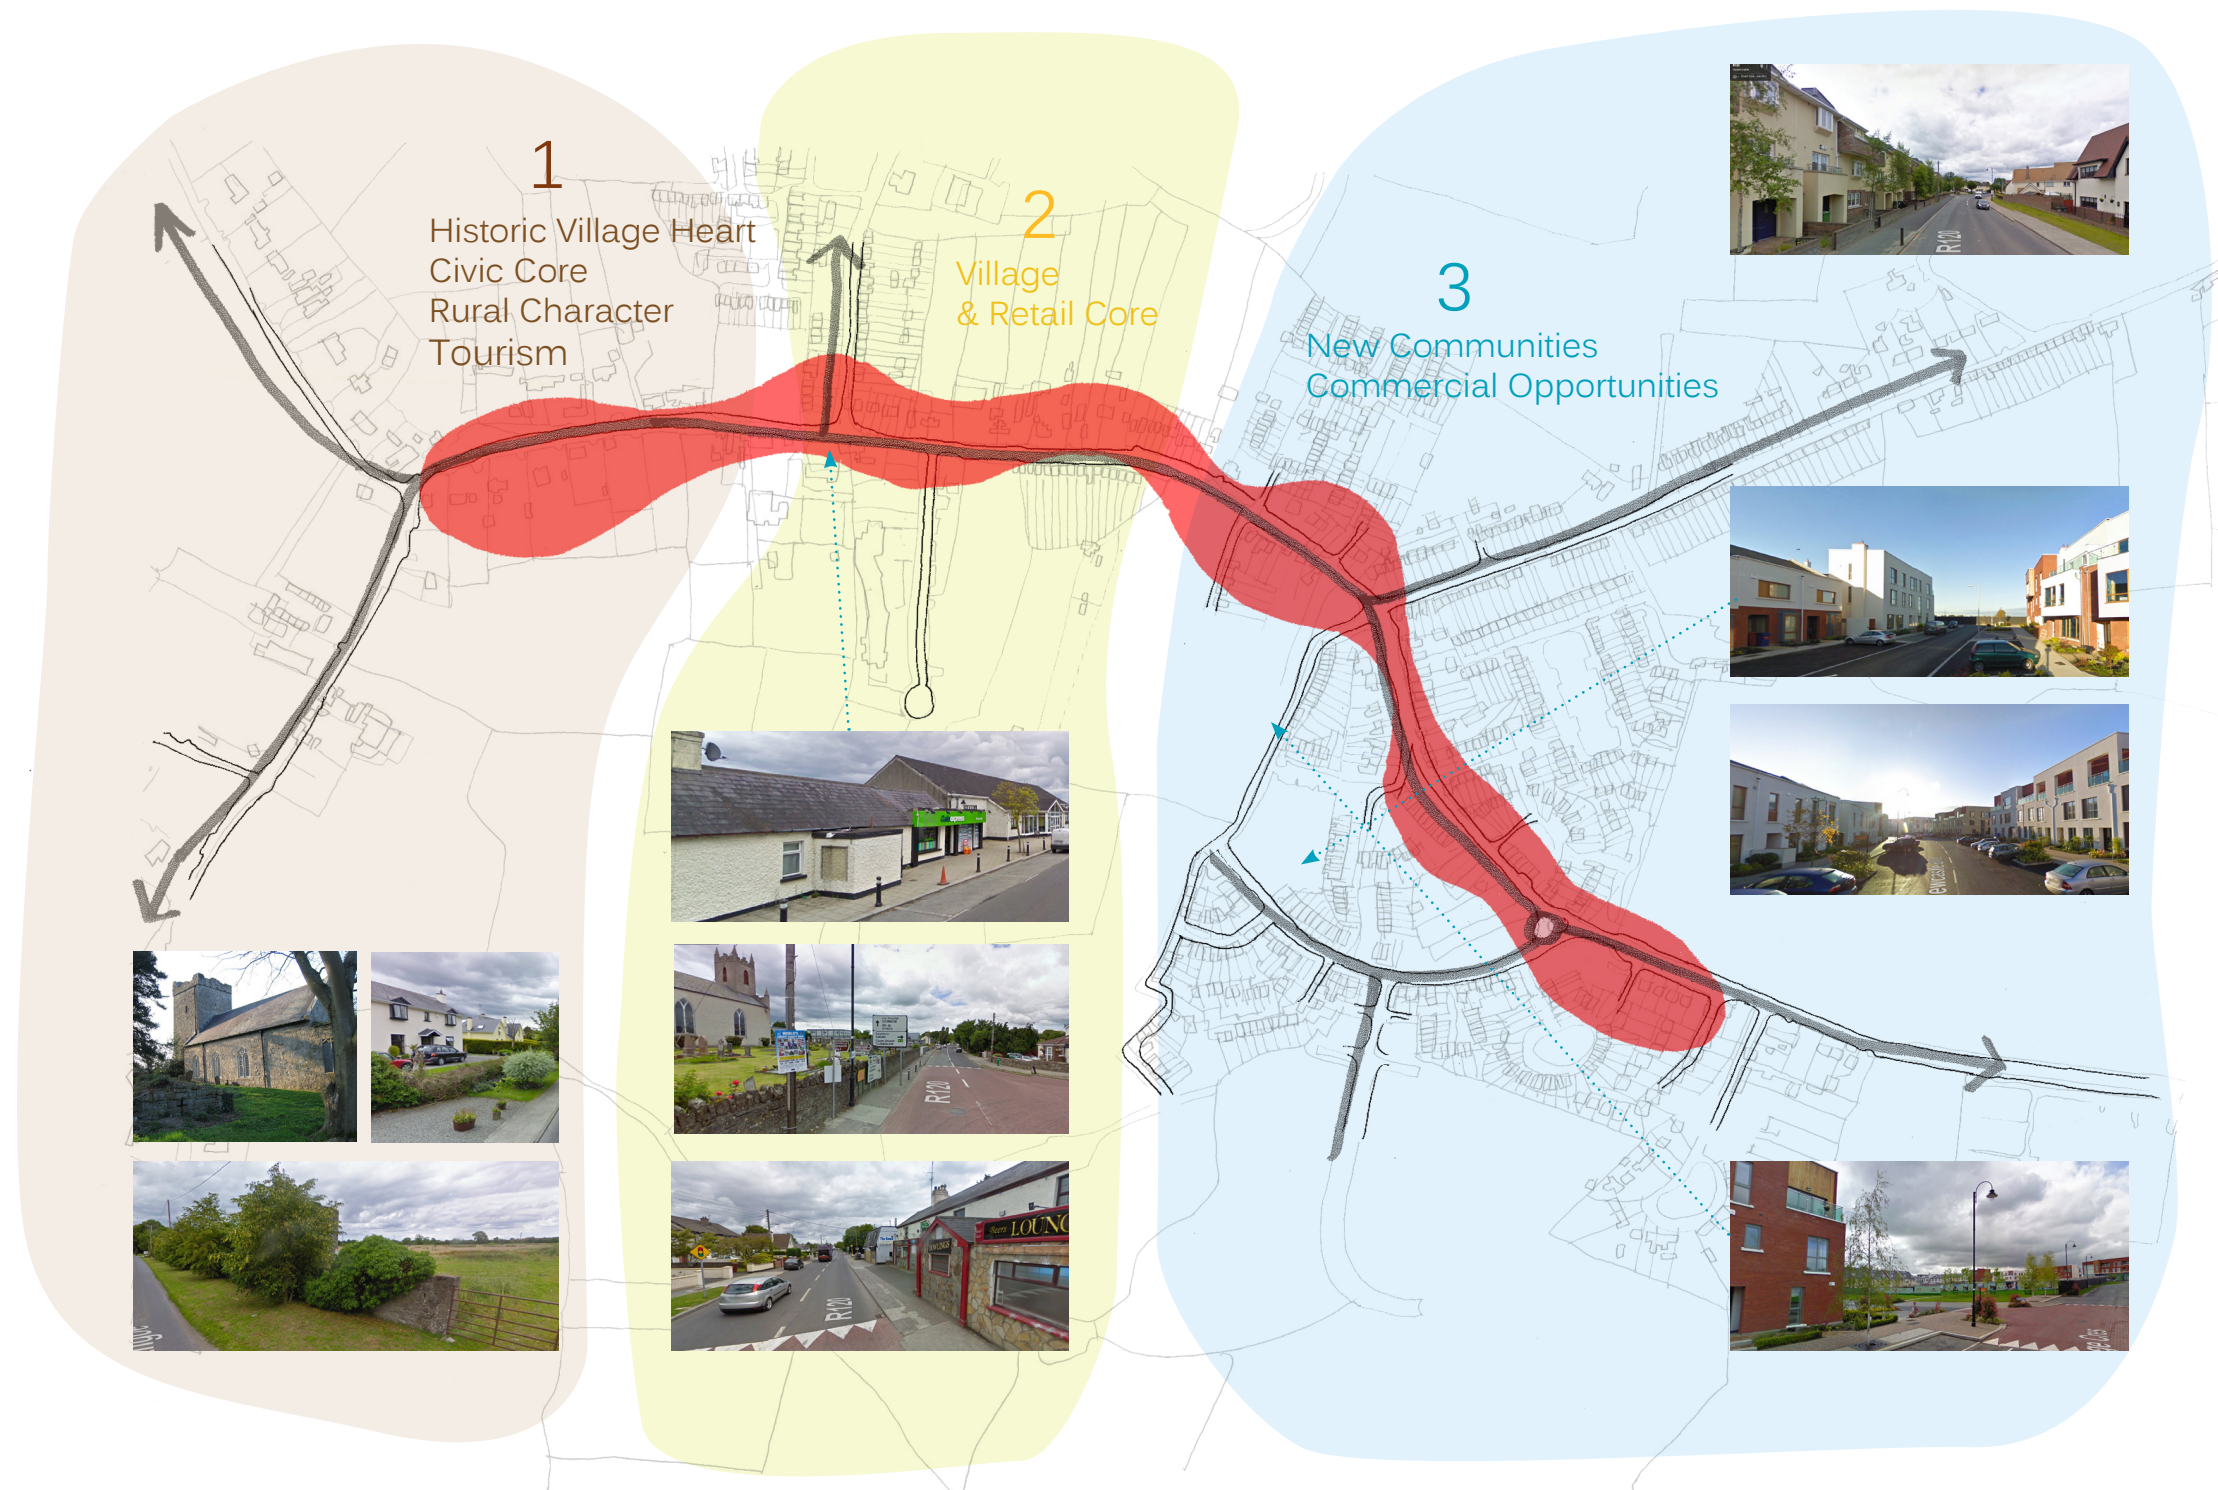 1
Historic Village Heart
Civic Core
Rural Character
Tourism
2
Village
& Retail Core
3
New Communities
Commercial Opportunities
R120
express
R120
LOUNG
R120